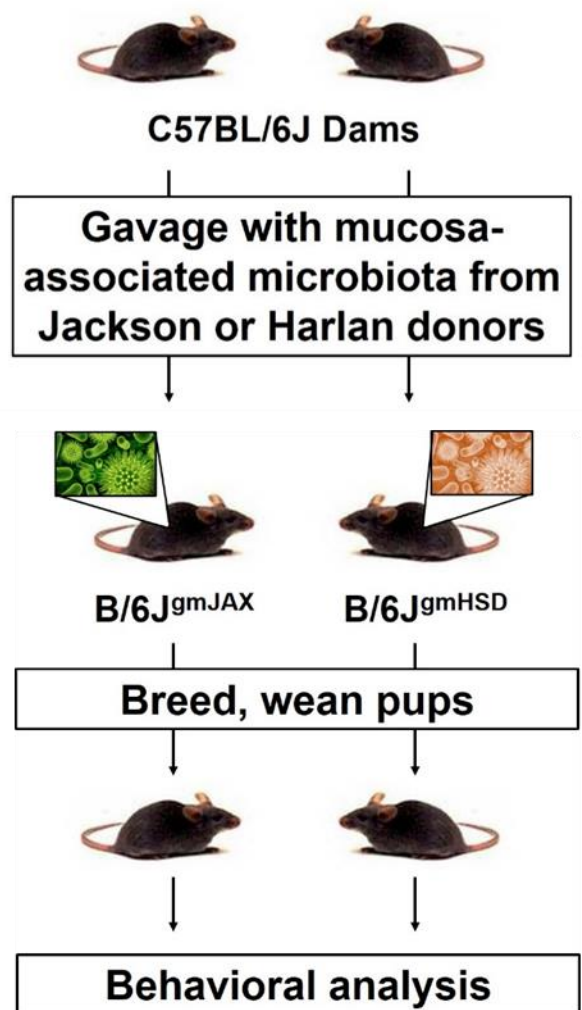 C57BL/6J Dams
Gavage with mucosa-
associated microbiota from
Jackson or Harlan donors
B/6JgmJAX B/6JgmHSD
Breed, wean pups
Behavioral analysis